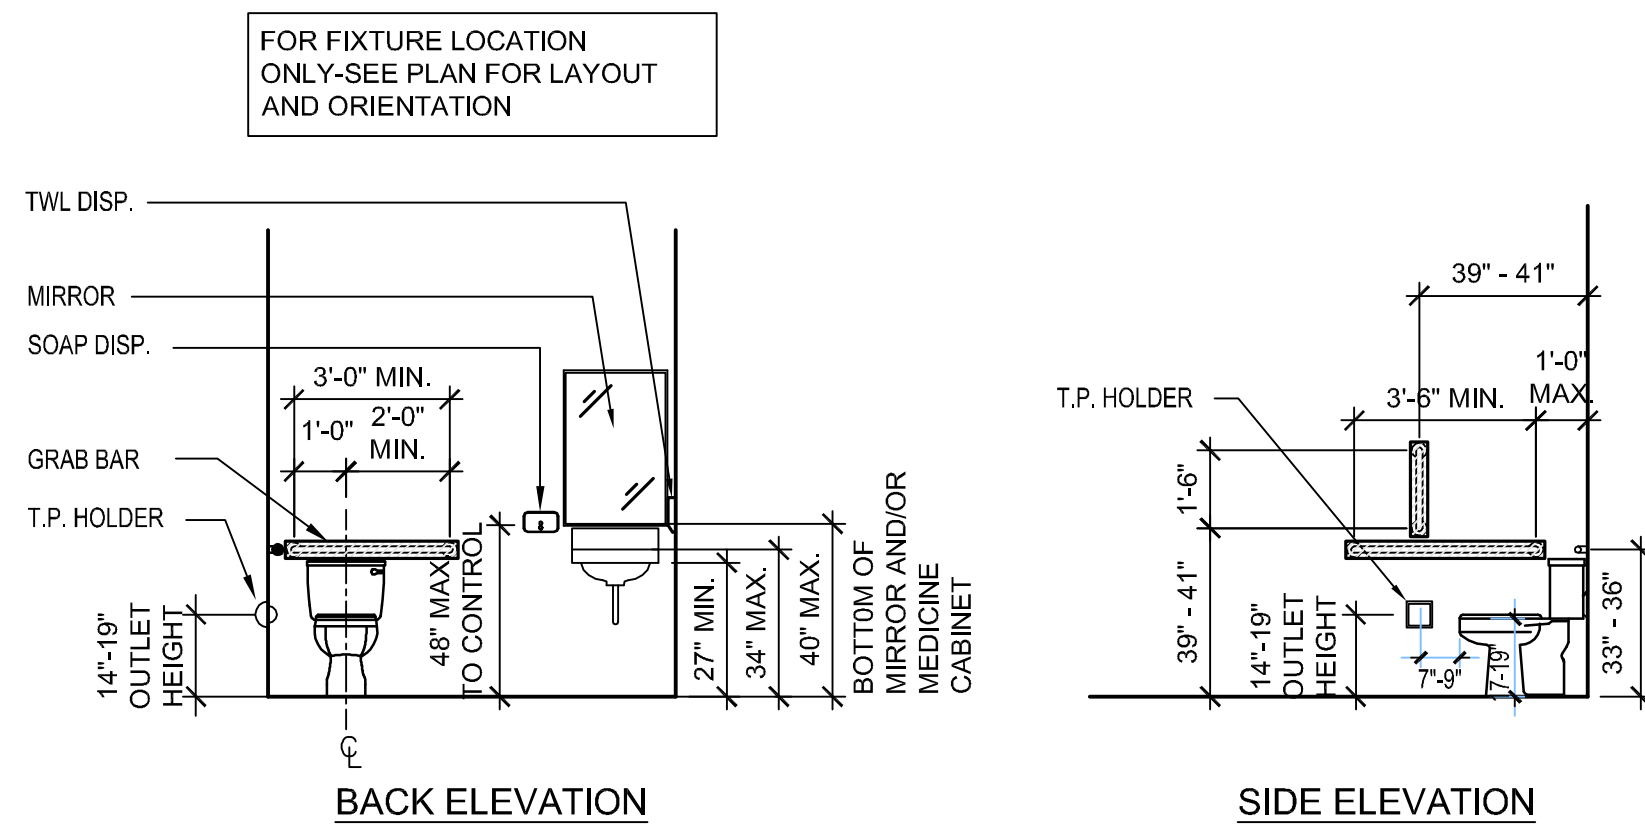 FOR FIXTURE LOCATION
ONLY-SEE PLAN FOR LAYOUT
AND ORIENTATION
TWL DISP.
MIRROR
SOAP DISP.
GRAB BAR
T.P. HOLDER
3'-0" MIN.
1'-0"
2'-0"
MIN.
14"-19"
OUTLET
HEIGHT
48" MAX.
TO CONTROL
27" MIN.
34" MAX.
40" MAX.
BOTTOM OF
MIRROR AND/OR
MEDICINE
CABINET
CL
BACK ELEVATION
39" - 41"
1'-0"
MAX.
3'-6" MIN.
T.P. HOLDER
1'-6"
39" - 41"
14"-19"
OUTLET
HEIGHT
7"-9"
7-19"
33" - 36"
SIDE ELEVATION